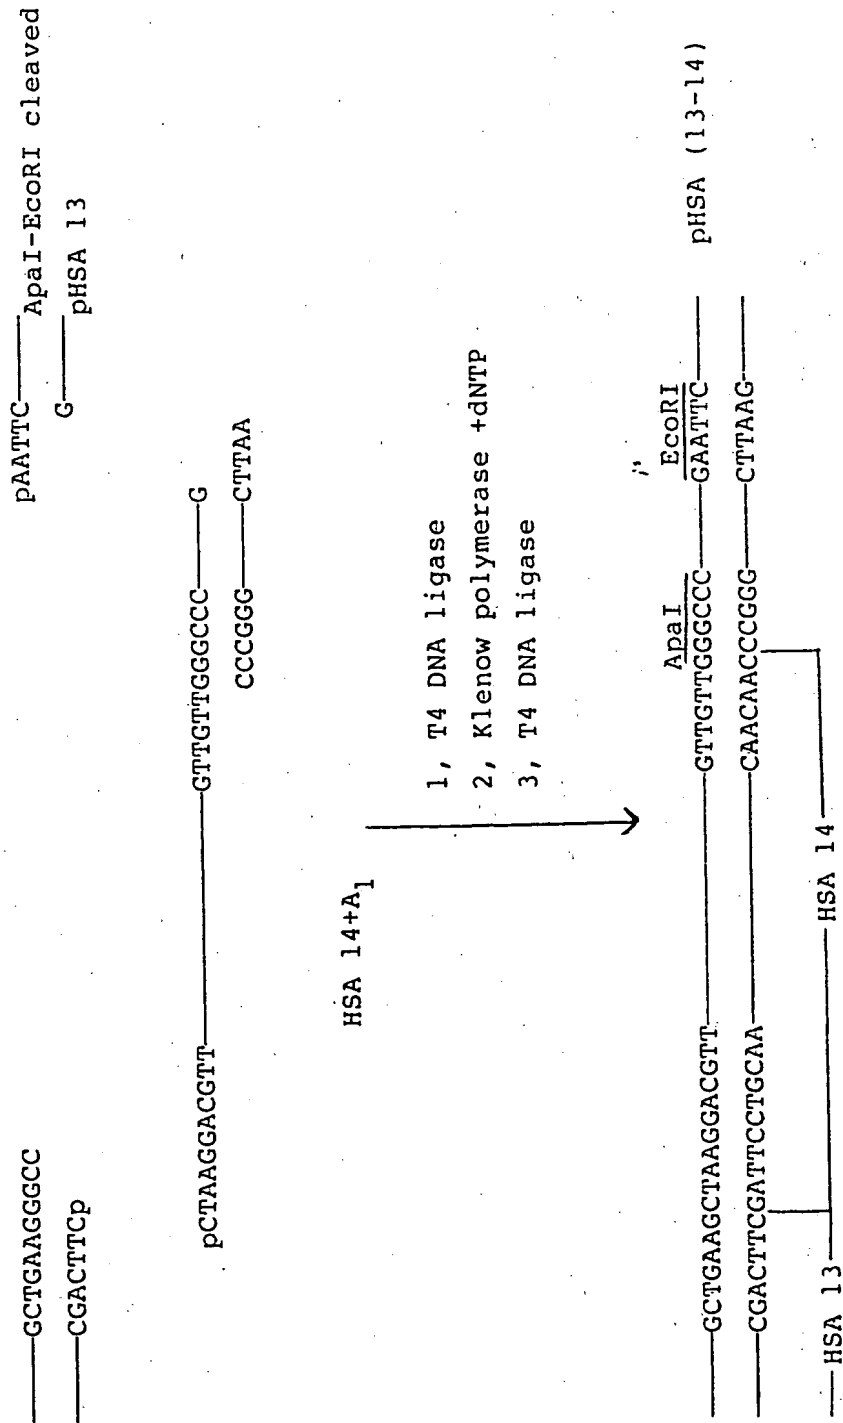 GCTGAAGGGCC
CGACTTCp
pAATTC
ApaI-EcoRI cleaved
G
pHSA 13
pCTAAGGACGTT
GTTGTTGGGCCC
G
CCCGGG
CTTAA
HSA 14+A1
1, T4 DNA ligase
2, Klenow polymerase +dNTP
3, T4 DNA ligase
ApaI
EcoRI
GCTGAAGCTAAGGACGTT
GTTGTTGGGCCC
GAATTC
pHSA (13-14)
CGACTTCGATTCCTGCAA
CAACAACCCGGG
CTTAAG
HSA 13
HSA 14